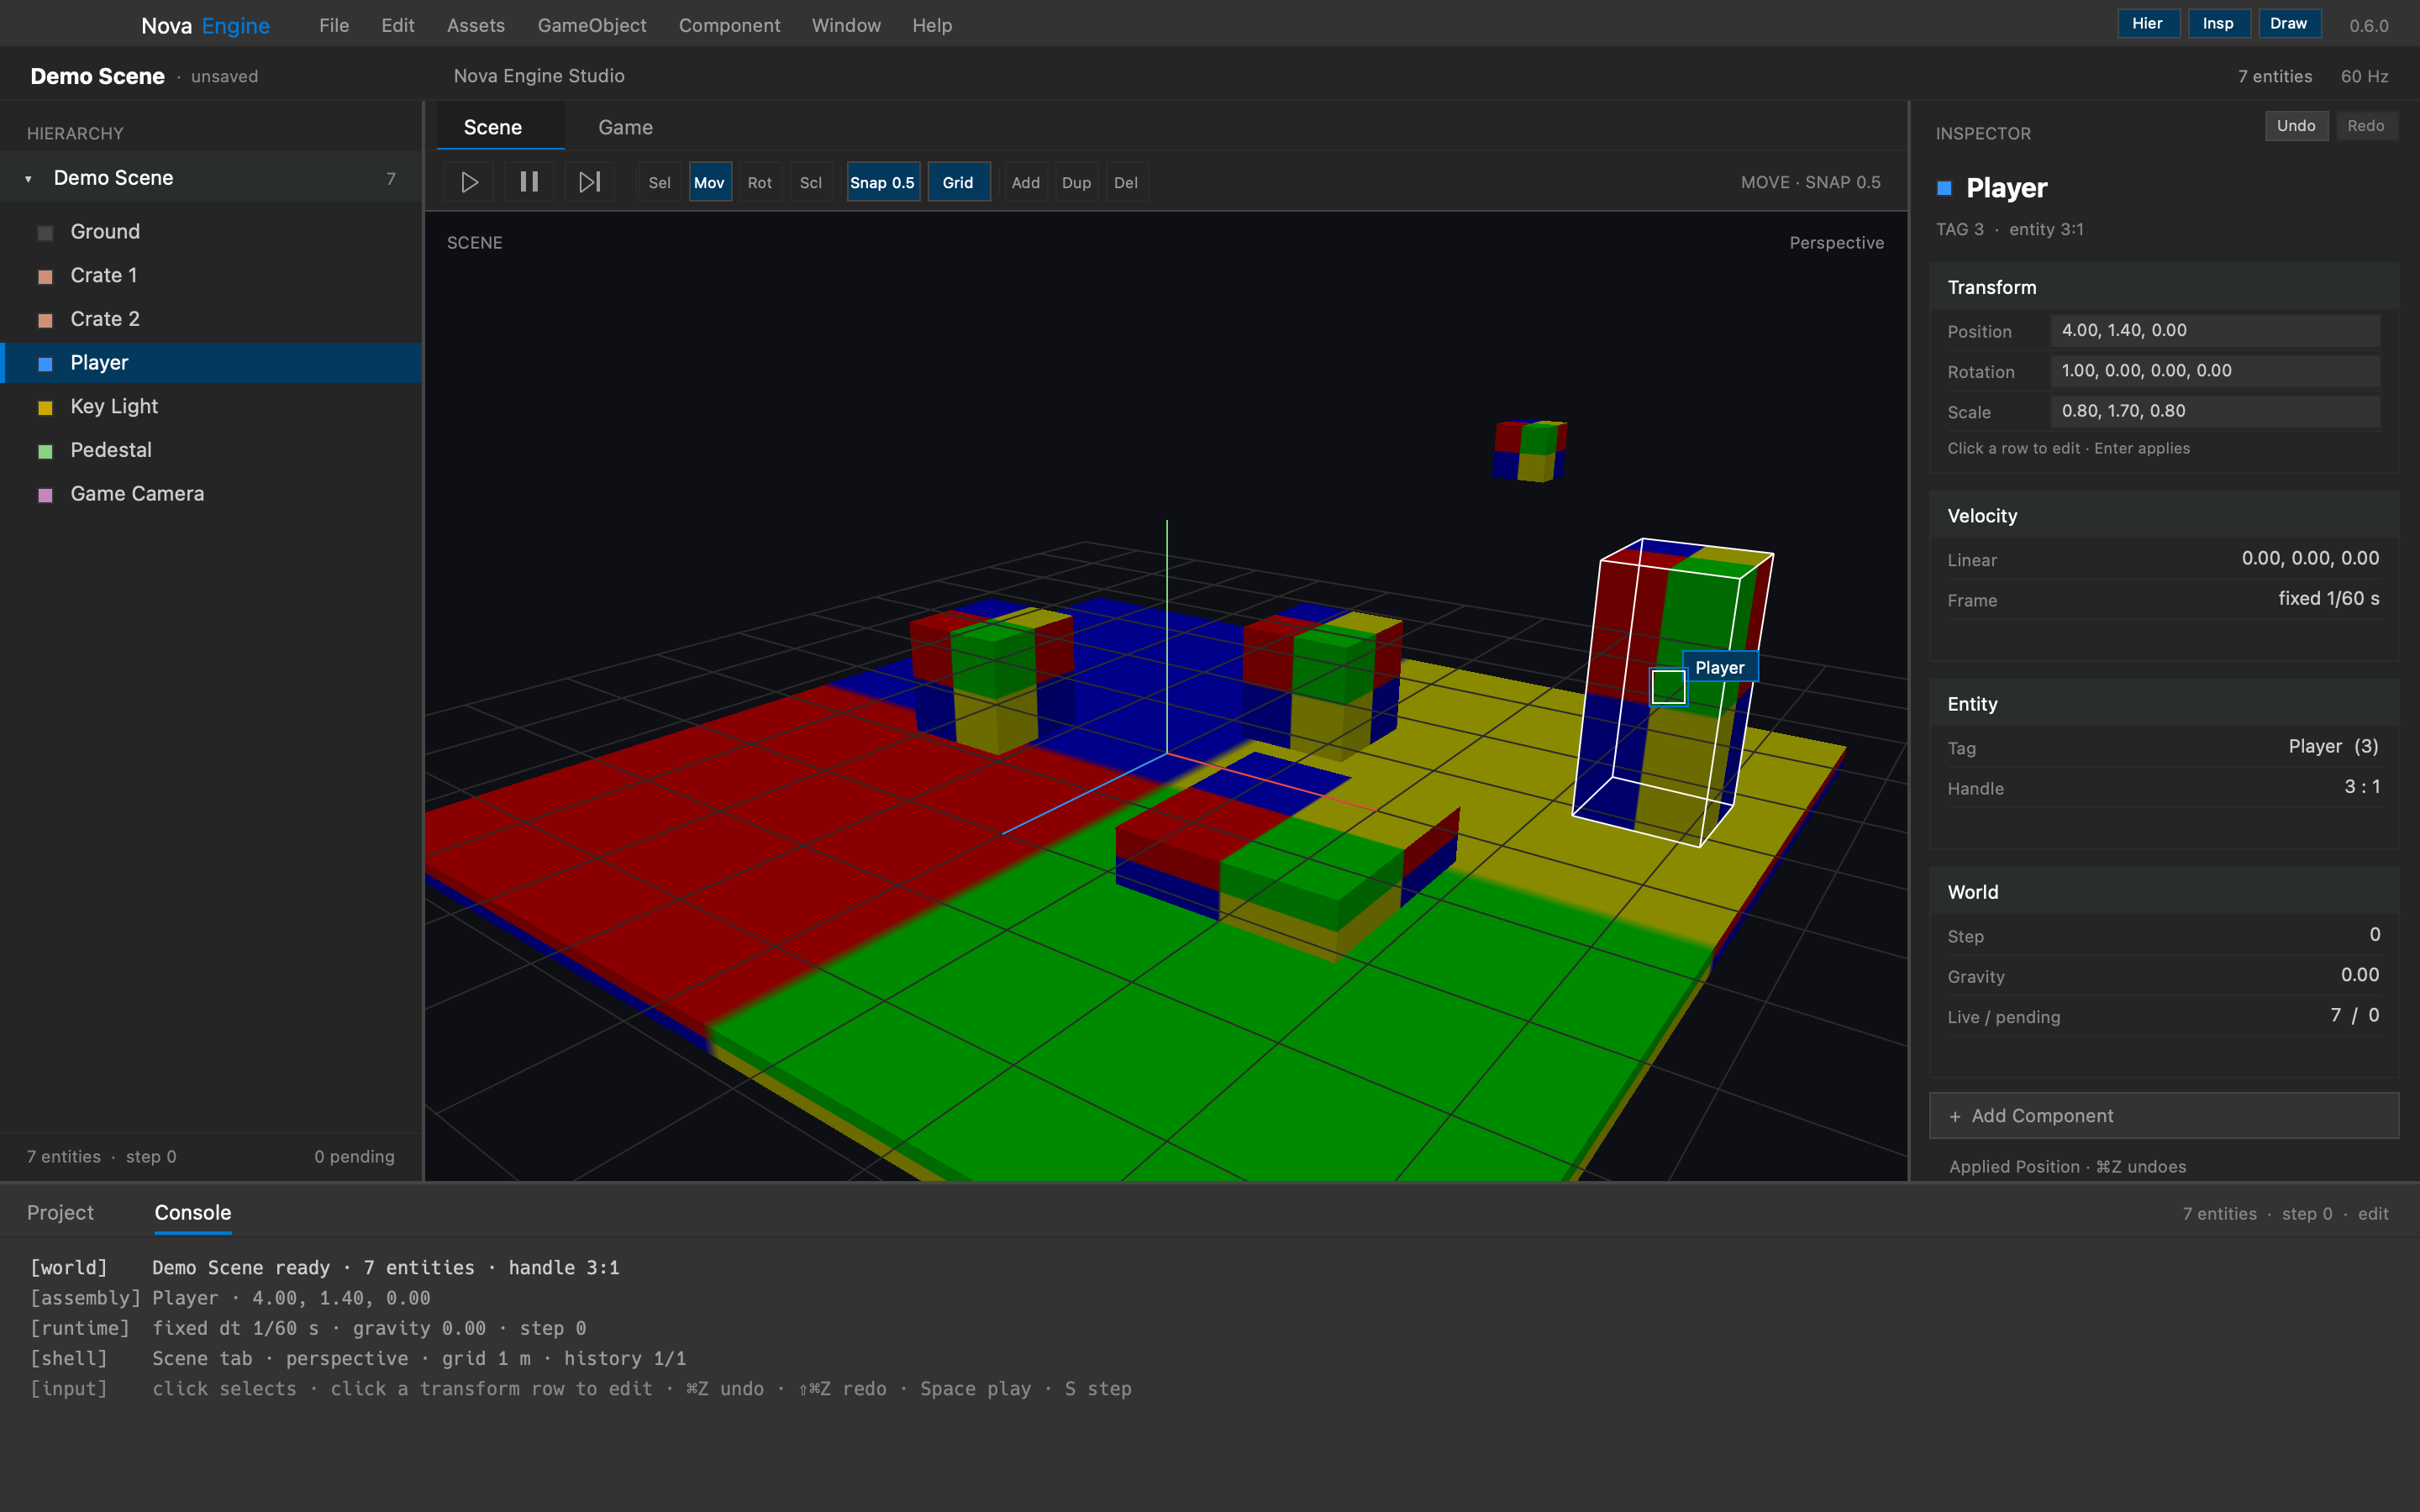 Nova Engine File Edit Assets GameObject Component Window Help Hier Insp Draw 0.6.0
Demo Scene · unsaved Nova Engine Studio 7 entities 60 Hz
HIERARCHY
▾ Demo Scene 7
Ground
Crate 1
Crate 2
Player
Key Light
Pedestal
Game Camera
7 entities · step 0 0 pending
Scene Game
Sel Mov Rot Scl Snap 0.5 Grid Add Dup Del MOVE · SNAP 0.5
SCENE Perspective
Player
INSPECTOR Undo Redo
Player
TAG 3 · entity 3:1
Transform
Position 4.00, 1.40, 0.00
Rotation 1.00, 0.00, 0.00, 0.00
Scale 0.80, 1.70, 0.80
Click a row to edit · Enter applies
Velocity
Linear 0.00, 0.00, 0.00
Frame fixed 1/60 s
Entity
Tag Player (3)
Handle 3 : 1
World
Step 0
Gravity 0.00
Live / pending 7 / 0
+ Add Component
Applied Position · ⌘Z undoes
Project Console 7 entities · step 0 · edit
[world] Demo Scene ready · 7 entities · handle 3:1
[assembly] Player · 4.00, 1.40, 0.00
[runtime] fixed dt 1/60 s · gravity 0.00 · step 0
[shell] Scene tab · perspective · grid 1 m · history 1/1
[input] click selects · click a transform row to edit · ⌘Z undo · ⇧⌘Z redo · Space play · S step